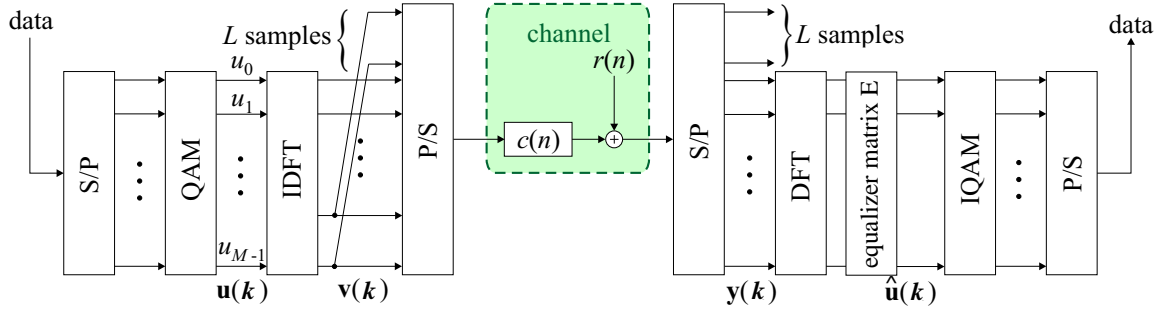 data
S/P
QAM
u0
u1
uM-1
u(k)
IDFT
v(k)
L samples
P/S
channel
r(n)
c(n)
+
S/P
y(k)
L samples
DFT
equalizer matrix E
û(k)
IQAM
P/S
data